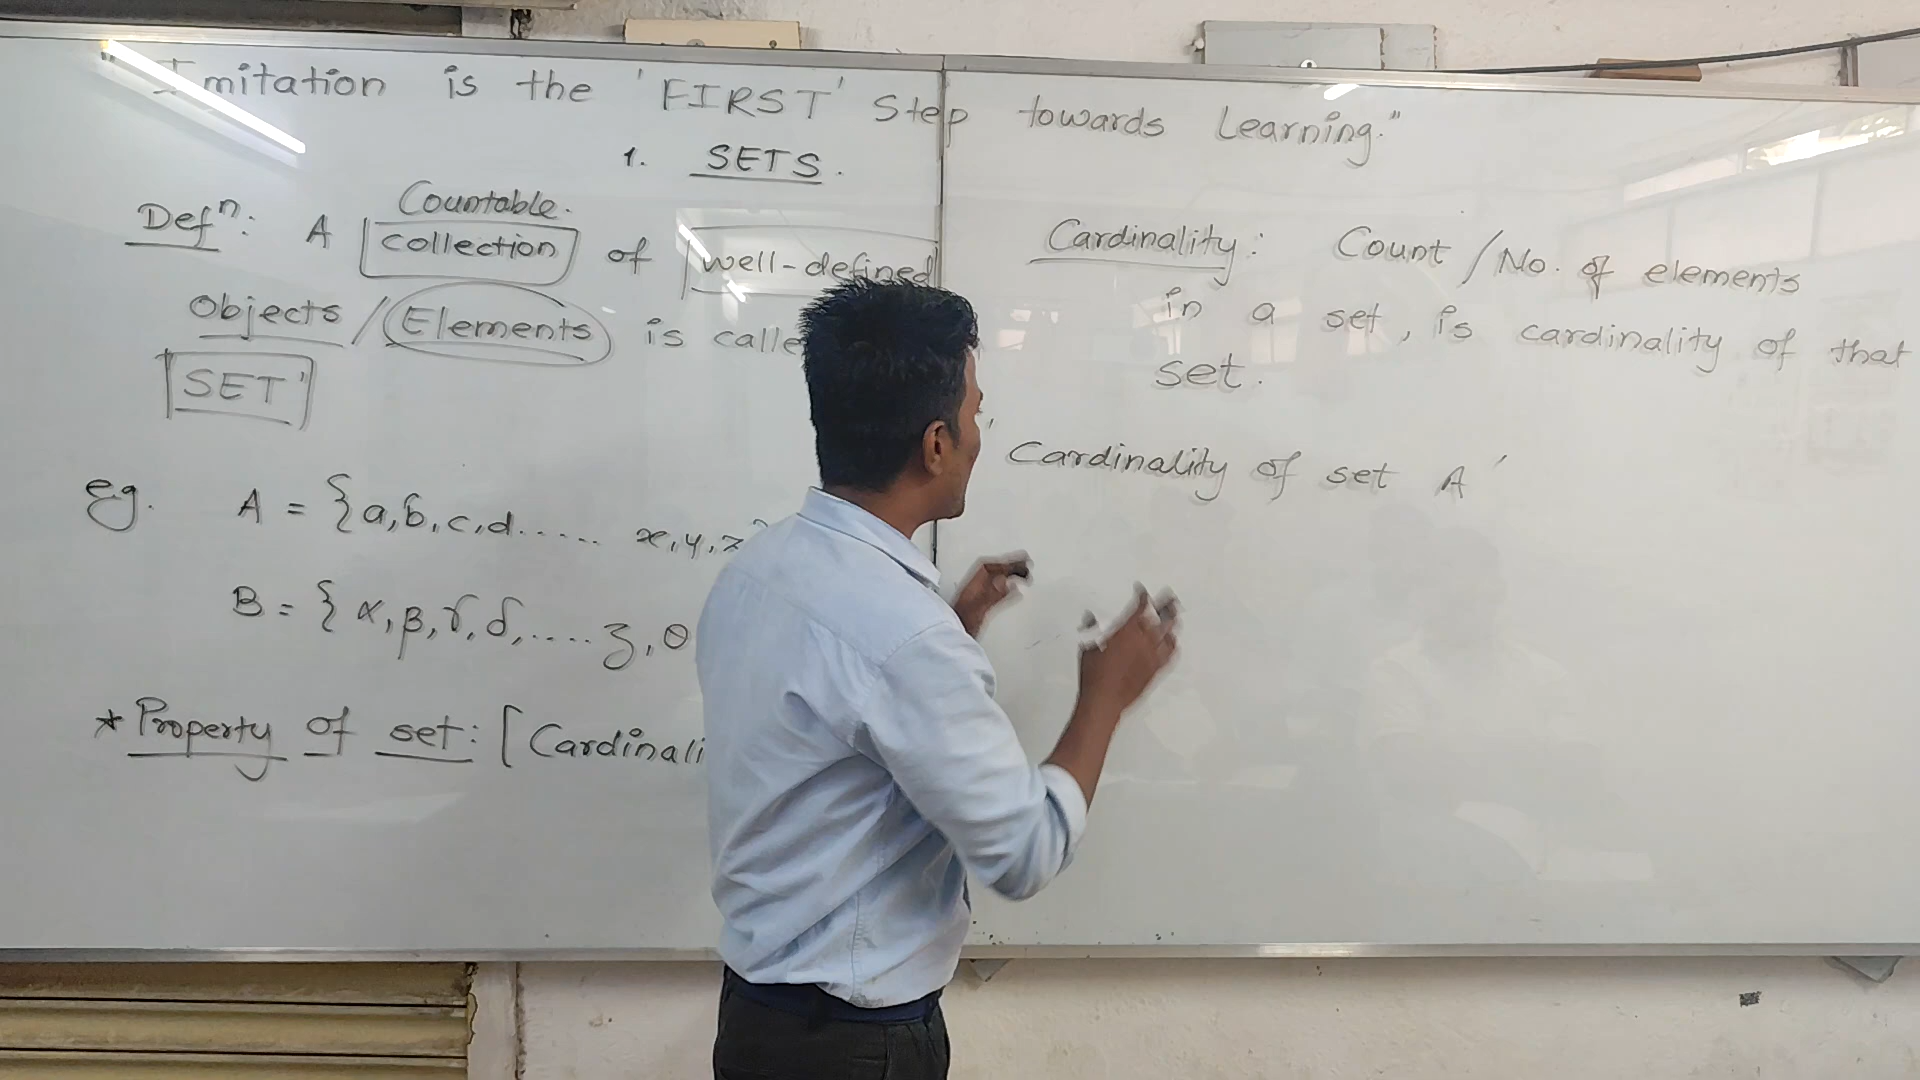 "Imitation is the 'FIRST' Step towards Learning."
1. SETS.
Defⁿ: A collection of well-defined
Countable.
Objects / Elements is calle
'SET'
eg. A = {a, b, c, d..... x, y, z
B = { α, β, γ, δ, .... ʒ, θ
* Property of set: [ Cardinali
Cardinality: Count / No. of elements
in a set, is cardinality of that
set.
'Cardinality of set A'